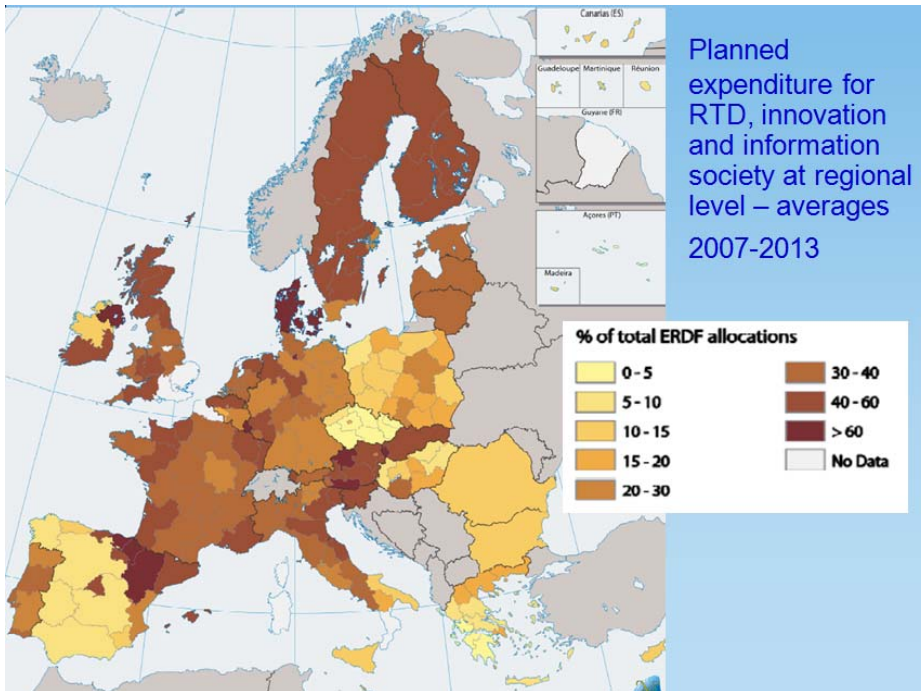 Canarias (ES)
Guadeloupe
Martinique
Réunion
Guyane (FR)
Açores (PT)
Madeira
Planned
expenditure for
RTD, innovation
and information
society at regional
level – averages
2007-2013
% of total ERDF allocations
0 - 5
5 - 10
10 - 15
15 - 20
20 - 30
30 - 40
40 - 60
> 60
No Data